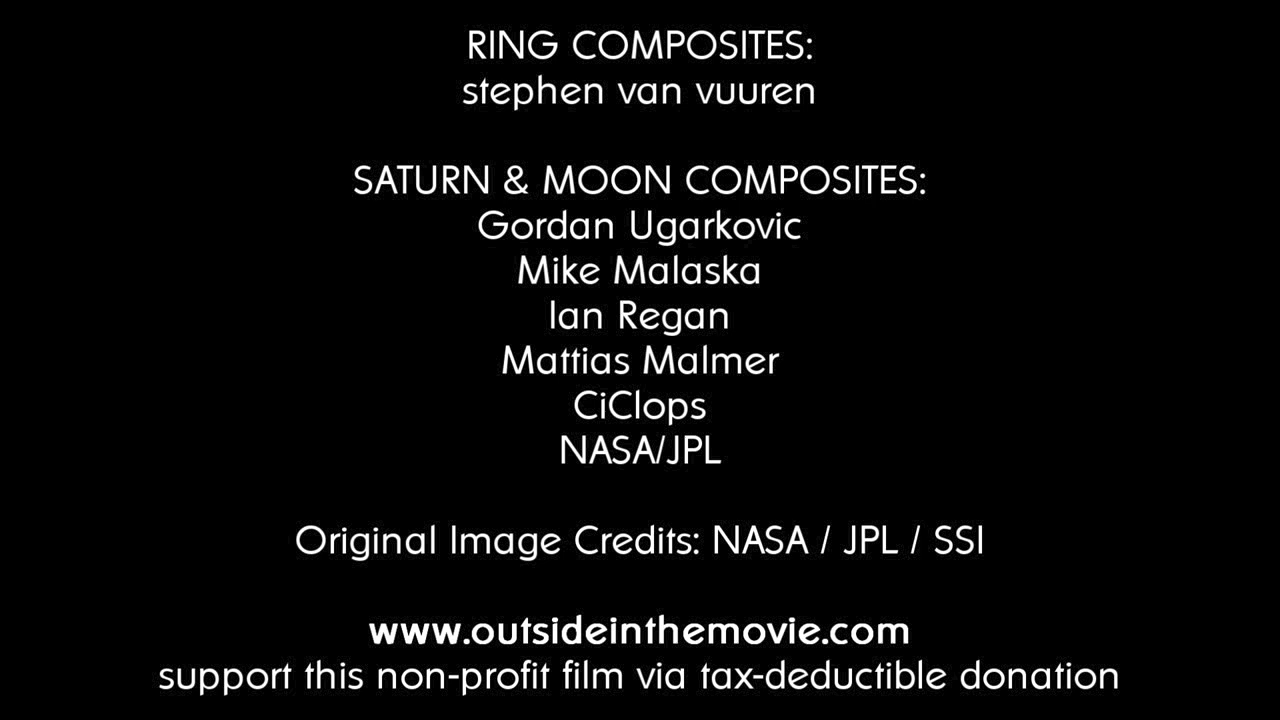 RING COMPOSITES:
stephen van vuuren
SATURN & MOON COMPOSITES:
Gordan Ugarkovic
Mike Malaska
Ian Regan
Mattias Malmer
CiClops
NASA/JPL
Original Image Credits: NASA / JPL / SSI
www.outsideinthemovie.com
support this non-profit film via tax-deductible donation